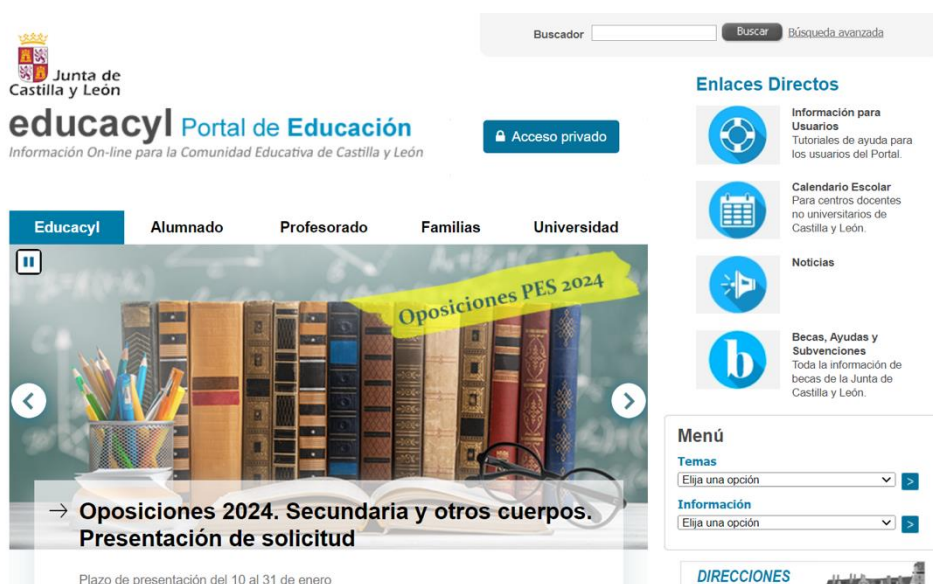 Buscador
Buscar
Búsqueda avanzada
Junta de
Castilla y León
educacyl Portal de Educación
Información On-line para la Comunidad Educativa de Castilla y León
Acceso privado
Educacyl
Alumnado
Profesorado
Familias
Universidad
Oposiciones PES 2024
→ Oposiciones 2024. Secundaria y otros cuerpos.
Presentación de solicitud
Plazo de presentación del 10 al 31 de enero
Enlaces Directos
Información para
Usuarios
Tutoriales de ayuda para
los usuarios del Portal.
Calendario Escolar
Para centros docentes
no universitarios de
Castilla y León.
Noticias
b
Becas, Ayudas y
Subvenciones
Toda la información de
becas de la Junta de
Castilla y León.
Menú
Temas
Elija una opción
>
Información
Elija una opción
>
DIRECCIONES